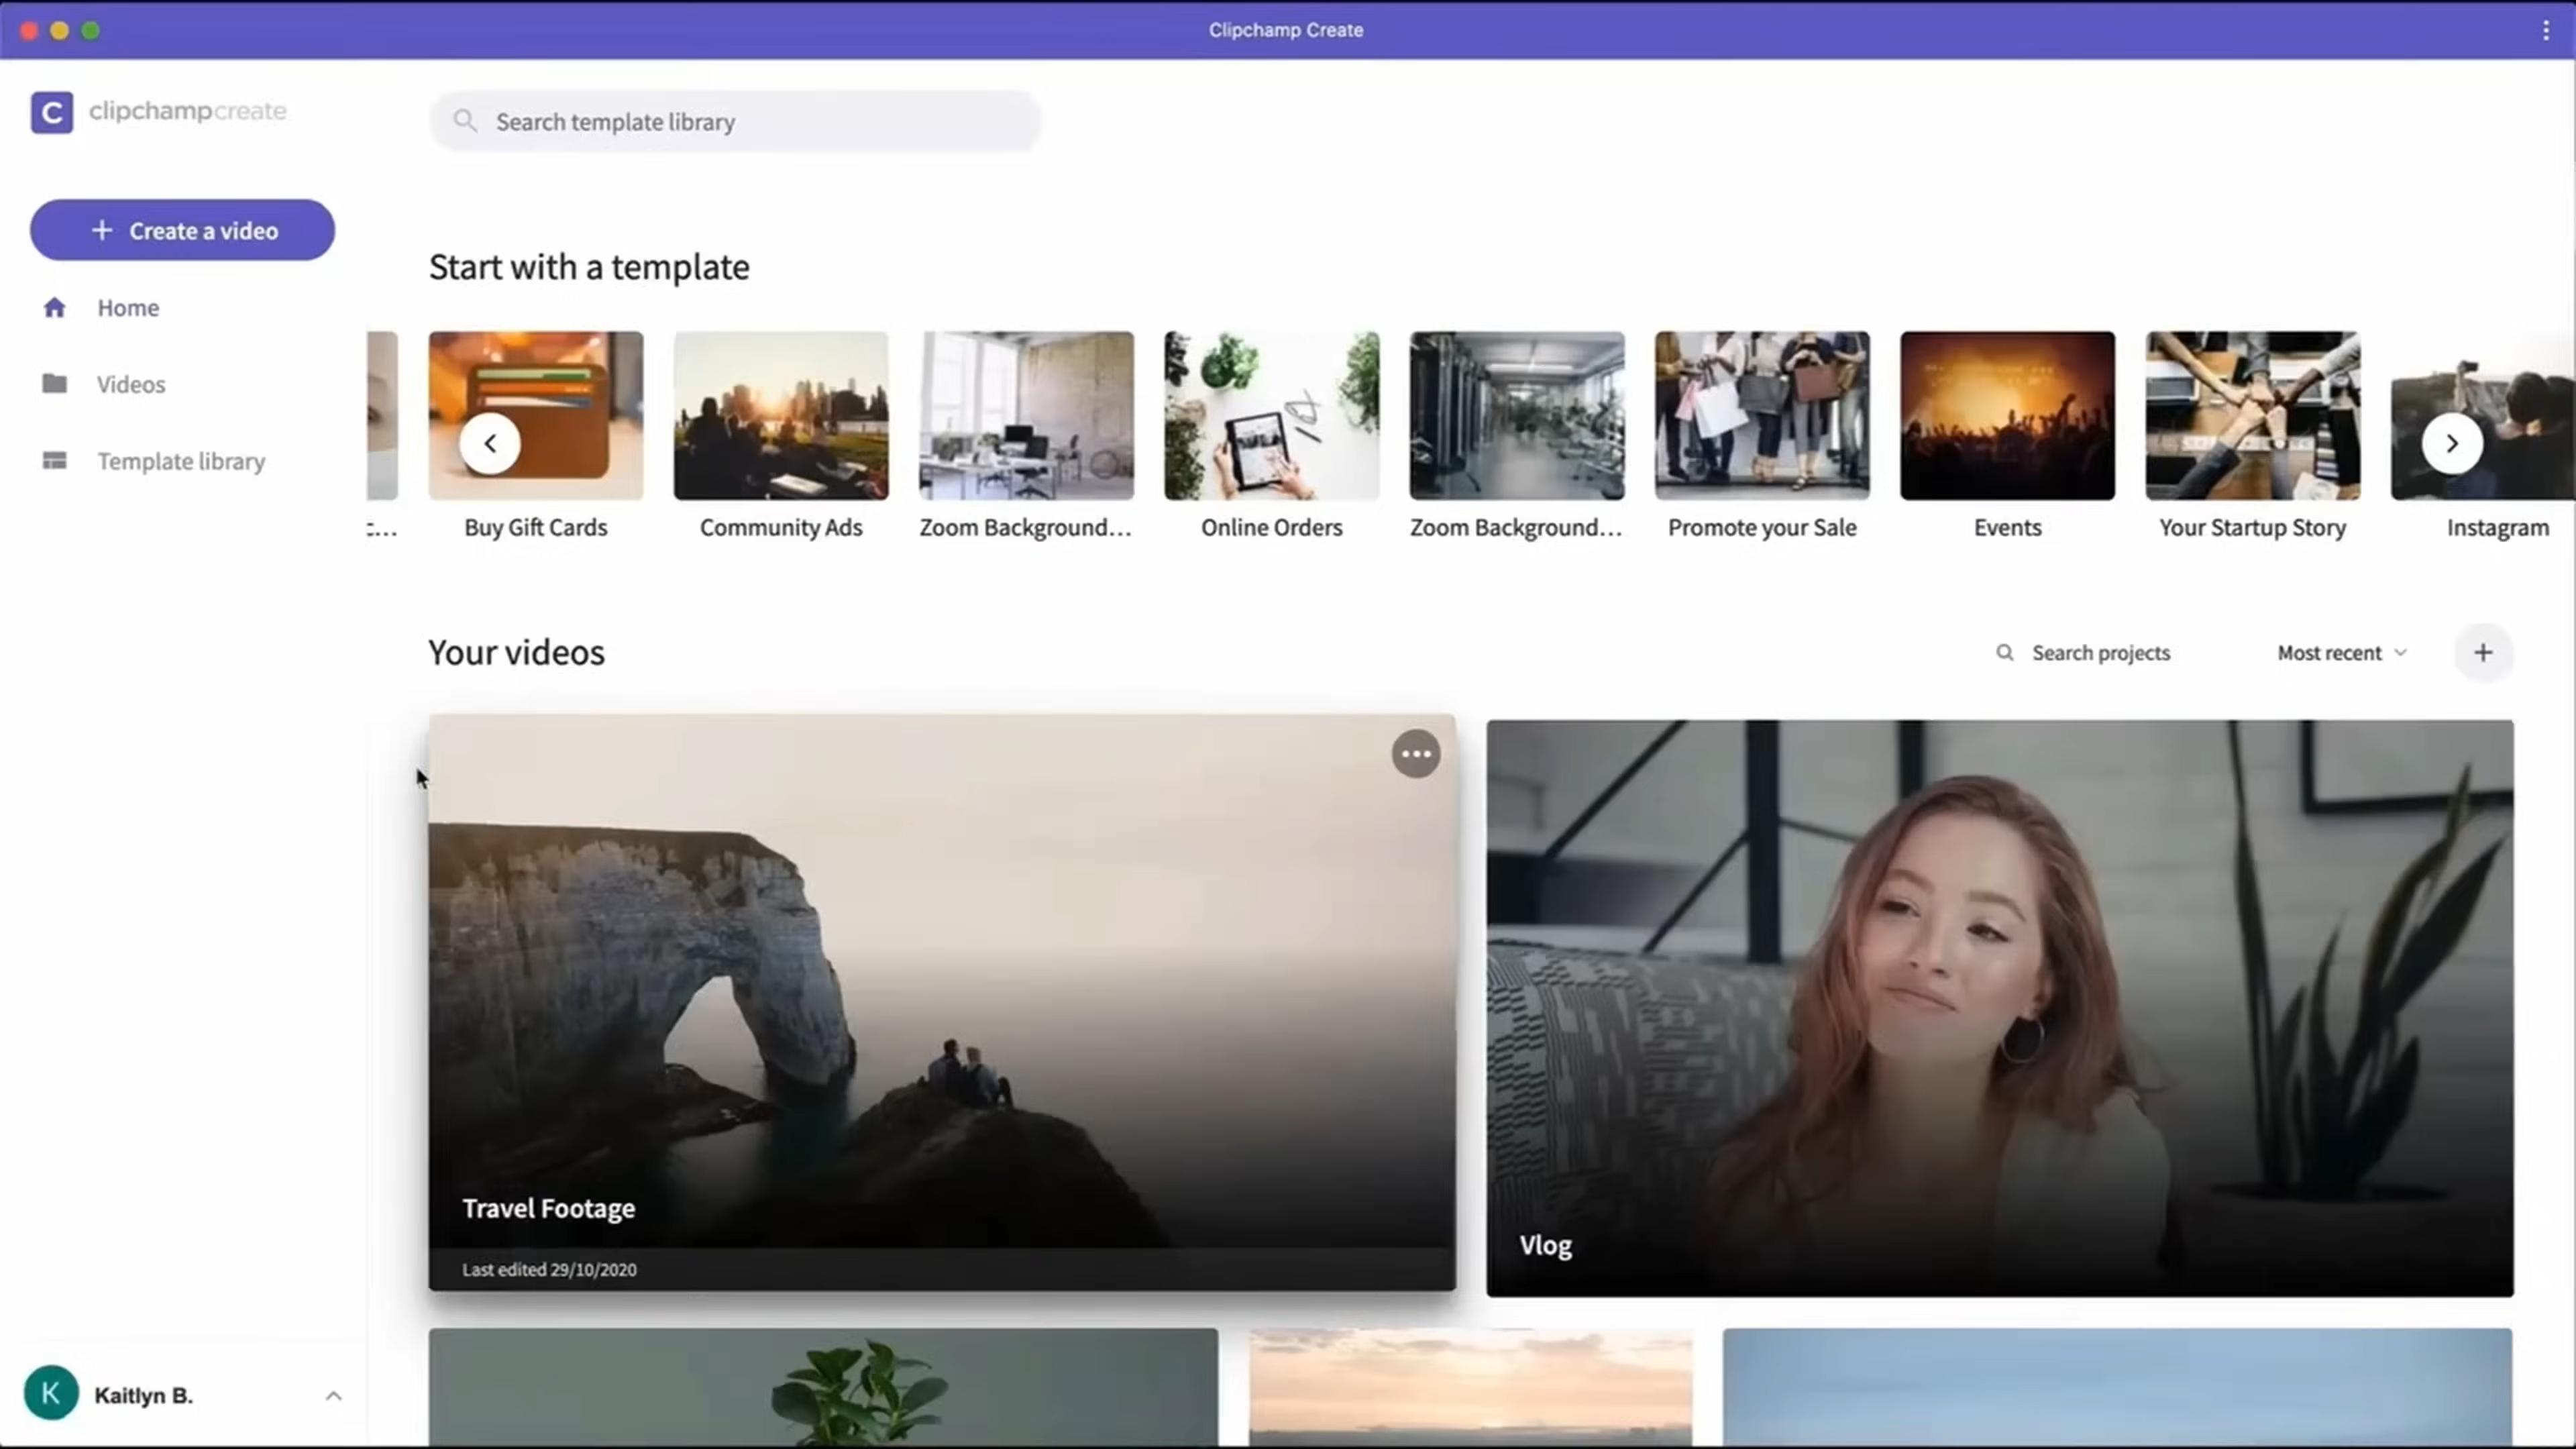 Clipchamp Create
C clipchampcreate
Search template library
Create a video
Home
Videos
Template library
Start with a template
c...
Buy Gift Cards
Community Ads
Zoom Background...
Online Orders
Zoom Background...
Promote your Sale
Events
Your Startup Story
Instagram
Your videos
Search projects
Most recent
Travel Footage
Last edited 29/10/2020
Vlog
K Kaitlyn B.